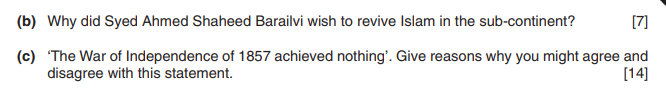 (b) Why did Syed Ahmed Shaheed Barailvi wish to revive Islam in the sub-continent? [7]
(c) ‘The War of Independence of 1857 achieved nothing’. Give reasons why you might agree and
disagree with this statement. [14]